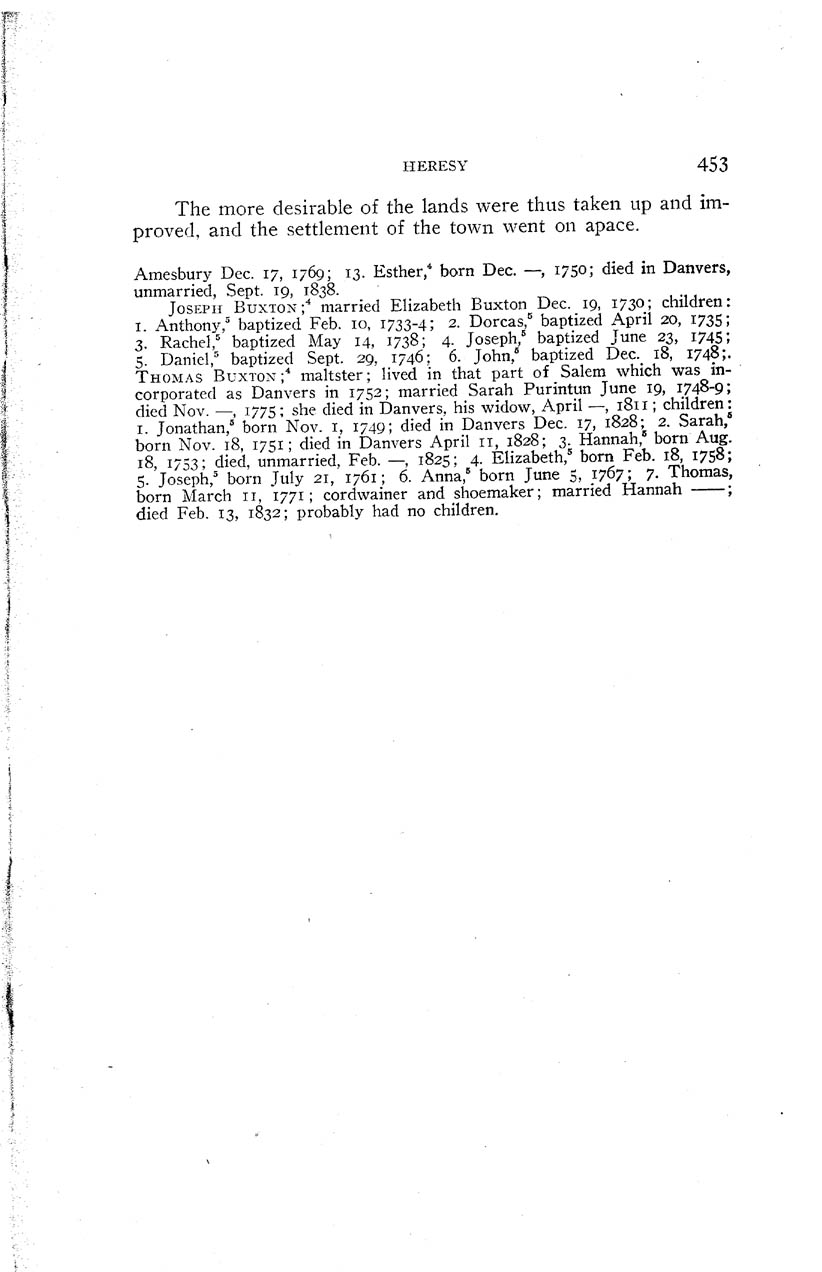 HERESY 453
The more desirable of the lands were thus taken up and im-
proved, and the settlement of the town went on apace.
Amesbury Dec. 17, 1769; 13. Esther,⁴ born Dec. —, 1750; died in Danvers,
unmarried, Sept. 19, 1838.
JOSEPH BUXTON;⁴ married Elizabeth Buxton Dec. 19, 1730; children:
1. Anthony,⁵ baptized Feb. 10, 1733-4; 2. Dorcas,⁵ baptized April 20, 1735;
3. Rachel,⁵ baptized May 14, 1738; 4. Joseph,⁵ baptized June 23, 1745;
5. Daniel,⁵ baptized Sept. 29, 1746; 6. John,⁵ baptized Dec. 18, 1748;.
THOMAS BUXTON;⁴ maltster; lived in that part of Salem which was in-
corporated as Danvers in 1752; married Sarah Purintun June 19, 1748-9;
died Nov. —, 1775; she died in Danvers, his widow, April —, 1811; children:
1. Jonathan,⁵ born Nov. 1, 1749; died in Danvers Dec. 17, 1828; 2. Sarah,⁵
born Nov. 18, 1751; died in Danvers April 11, 1828; 3. Hannah,⁵ born Aug.
18, 1753; died, unmarried, Feb. —, 1825; 4. Elizabeth,⁵ born Feb. 18, 1758;
5. Joseph,⁵ born July 21, 1761; 6. Anna,⁵ born June 5, 1767; 7. Thomas,
born March 11, 1771; cordwainer and shoemaker; married Hannah ——;
died Feb. 13, 1832; probably had no children.